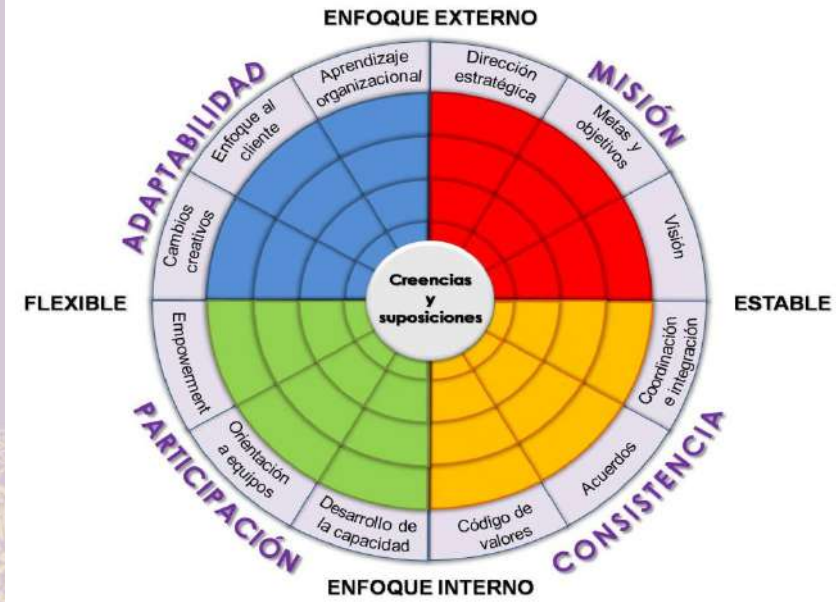 ENFOQUE EXTERNO
ADAPTABILIDAD
MISIÓN
Cambios
creativos
Enfoque al
cliente
Aprendizaje
organizacional
Dirección
estratégica
Metas y
objetivos
Visión
FLEXIBLE
Creencias
y
suposiciones
ESTABLE
Empowerment
Orientación
a equipos
Desarrollo de
la capacidad
Código de
valores
Acuerdos
Coordinación
e integración
PARTICIPACIÓN
CONSISTENCIA
ENFOQUE INTERNO